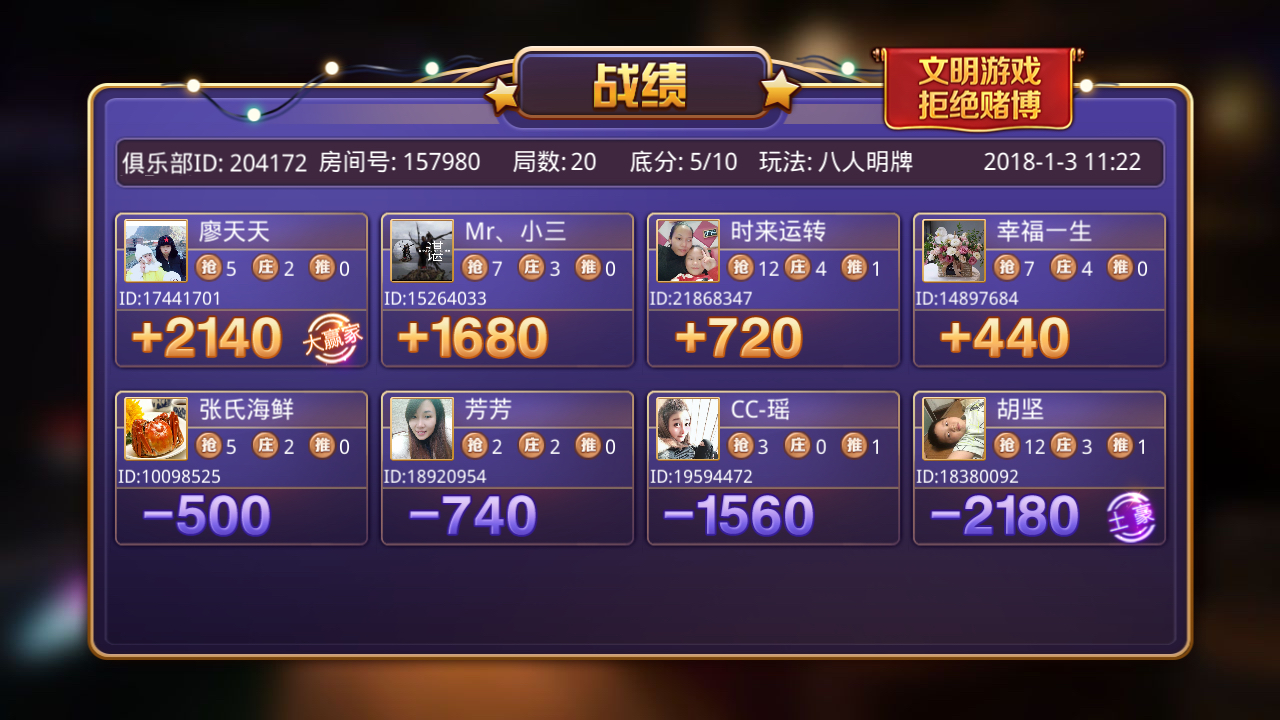 战绩
文明游戏
拒绝赌博
俱乐部ID: 204172 房间号: 157980 局数: 20 底分: 5/10 玩法: 八人明牌 2018-1-3 11:22
廖天天
抢 5 庄 2 推 0
ID:17441701
+2140 大赢家
Mr、小三
抢 7 庄 3 推 0
ID:15264033
+1680
湛
时来运转
抢 12 庄 4 推 1
ID:21868347
+720
幸福一生
抢 7 庄 4 推 0
ID:14897684
+440
张氏海鲜
抢 5 庄 2 推 0
ID:10098525
-500
芳芳
抢 2 庄 2 推 0
ID:18920954
-740
CC-瑶
抢 3 庄 0 推 1
ID:19594472
-1560
胡坚
抢 12 庄 3 推 1
ID:18380092
-2180 土豪